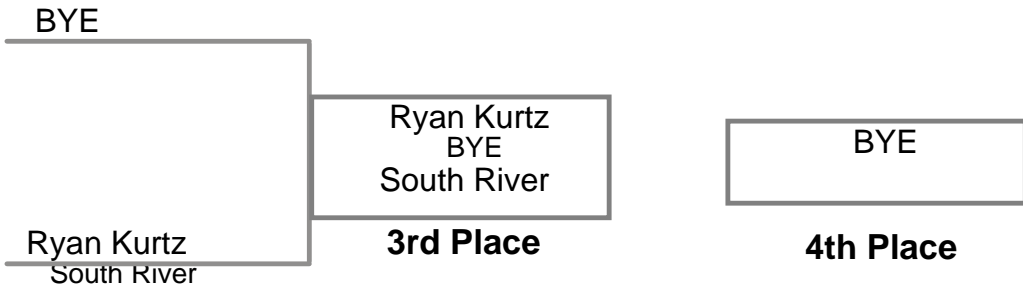 BYE
Ryan Kurtz
BYE
South River
BYE
Ryan Kurtz
South River
3rd Place
4th Place